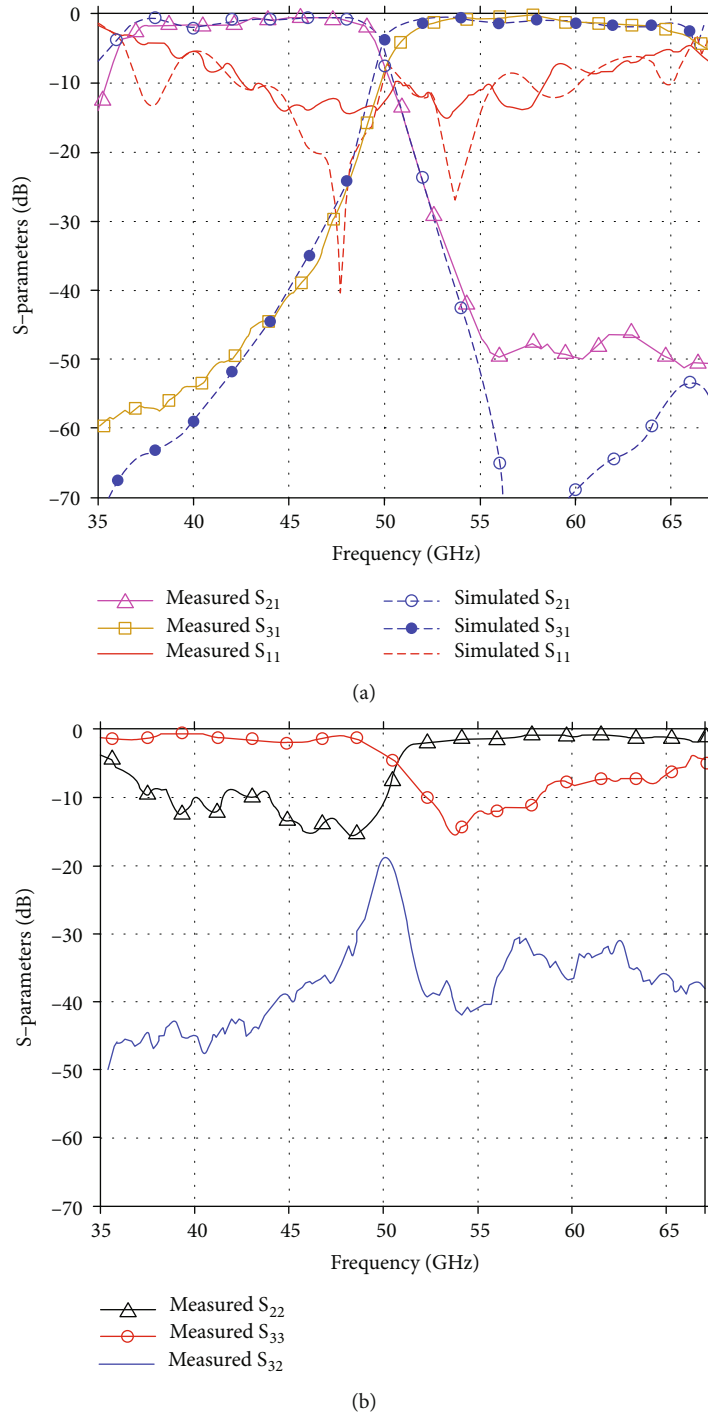 0
−10
−20
−30
−40
−50
−60
−70
S−parameters (dB)
35 40 45 50 55 60 65
Frequency (GHz)
Measured S21 Simulated S21
Measured S31 Simulated S31
Measured S11 Simulated S11
(a)
0
−10
−20
−30
−40
−50
−60
−70
S−parameters (dB)
35 40 45 50 55 60 65
Frequency (GHz)
Measured S22
Measured S33
Measured S32
(b)